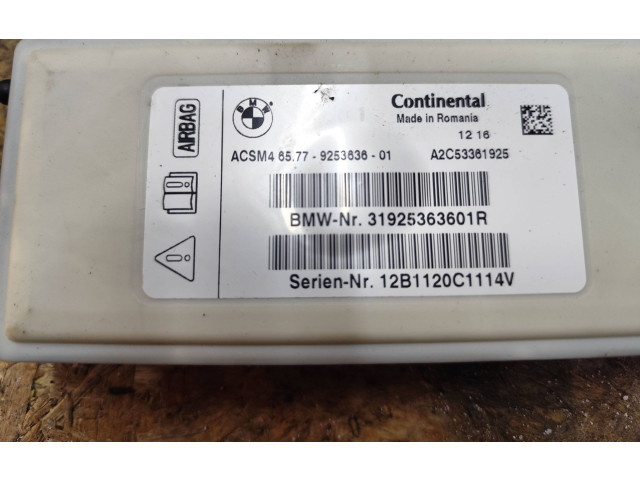 AIRBAG
BMW
Continental
Made in Romania
12 16
ACSM4 65.77 - 9253636 - 01 A2C53361925
BMW-Nr. 31925363601R
Serien-Nr. 12B1120C1114V